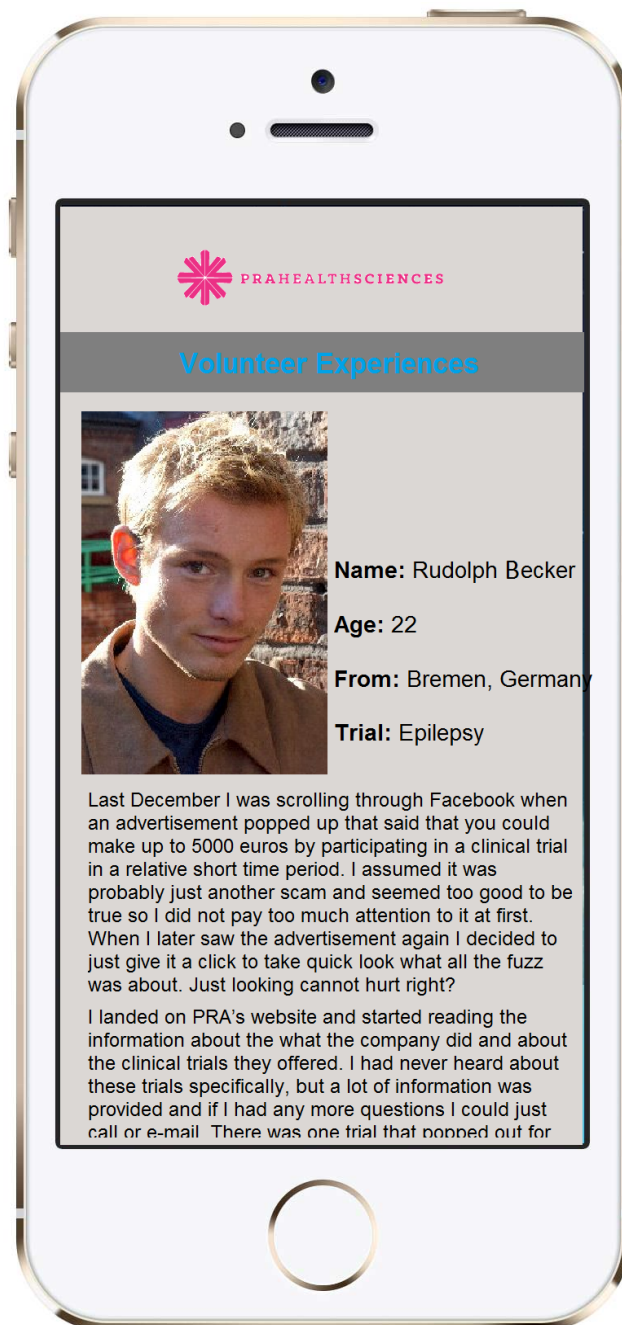 PRAHEALTHSCIENCES
Volunteer Experiences
Name: Rudolph Becker
Age: 22
From: Bremen, Germany
Trial: Epilepsy
Last December I was scrolling through Facebook when
an advertisement popped up that said that you could
make up to 5000 euros by participating in a clinical trial
in a relative short time period. I assumed it was
probably just another scam and seemed too good to be
true so I did not pay too much attention to it at first.
When I later saw the advertisement again I decided to
just give it a click to take quick look what all the fuzz
was about. Just looking cannot hurt right?
I landed on PRA’s website and started reading the
information about the what the company did and about
the clinical trials they offered. I had never heard about
these trials specifically, but a lot of information was
provided and if I had any more questions I could just
call or e-mail. There was one trial that popped out for